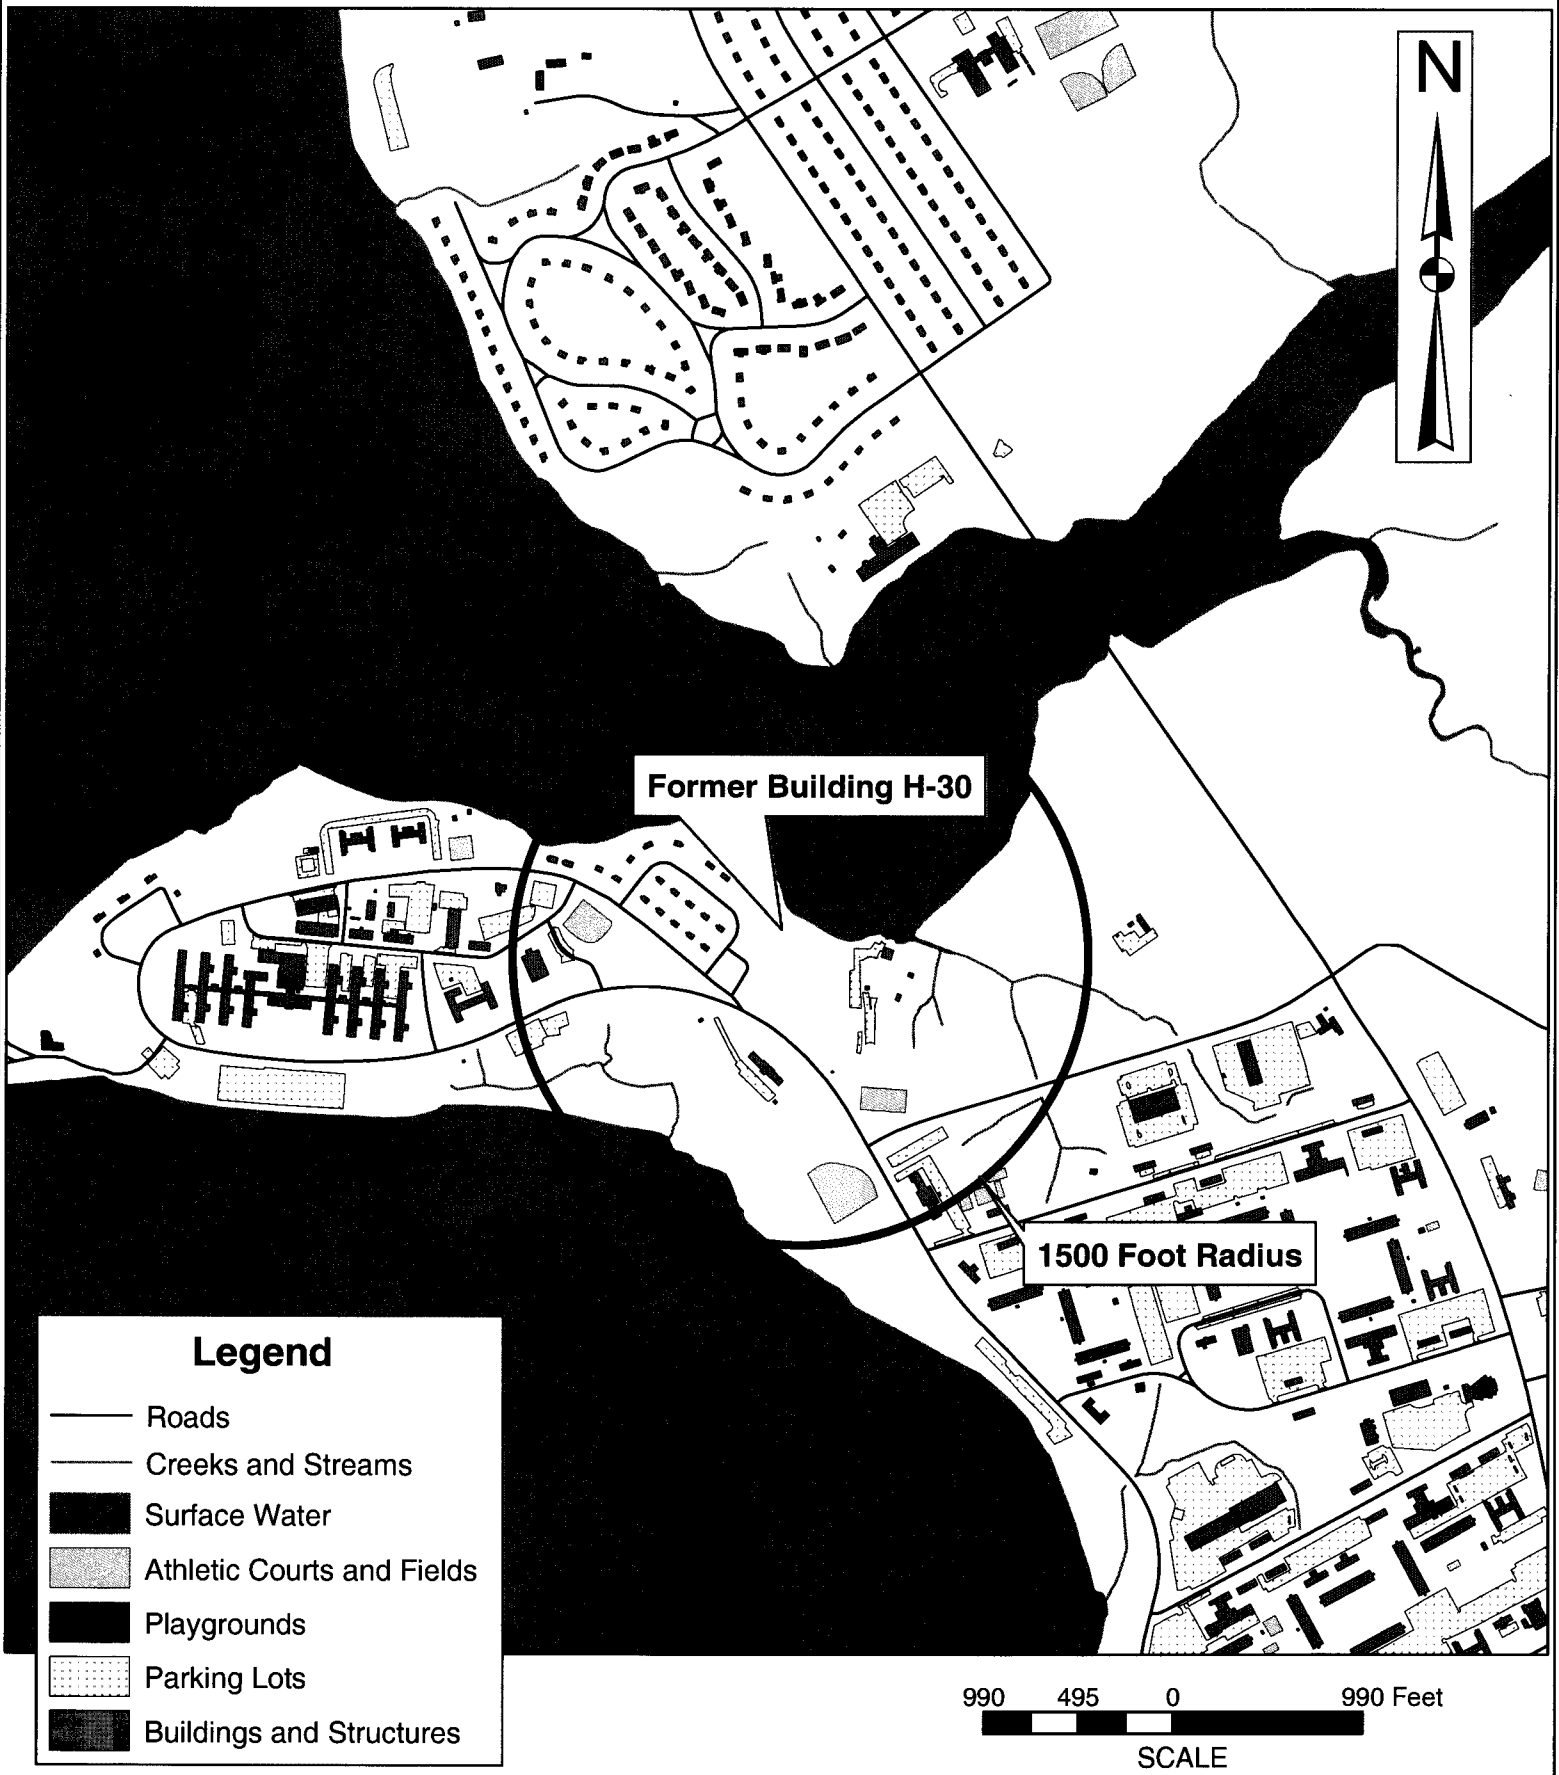 N
Former Building H-30
1500 Foot Radius
Legend
Roads
Creeks and Streams
Surface Water
Athletic Courts and Fields
Playgrounds
Parking Lots
Buildings and Structures
990 495 0 990 Feet
SCALE